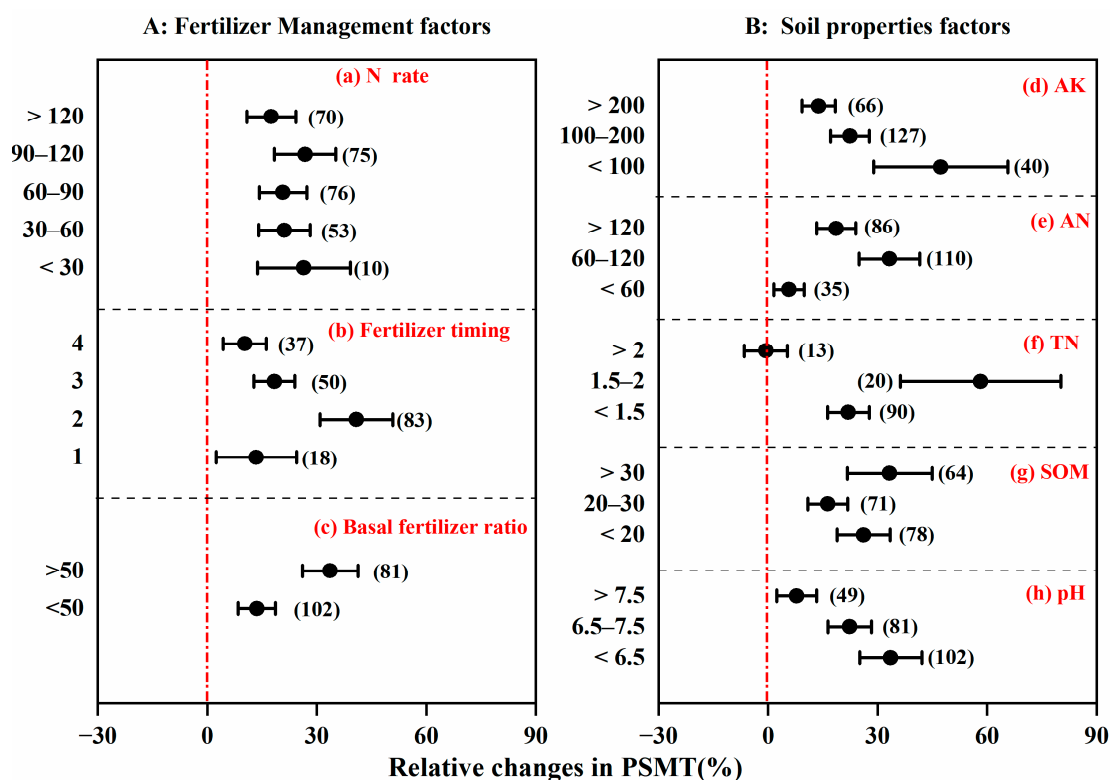 A: Fertilizer Management factors
(a) N rate
> 120 (70)
90–120 (75)
60–90 (76)
30–60 (53)
< 30 (10)
(b) Fertilizer timing
4 (37)
3 (50)
2 (83)
1 (18)
(c) Basal fertilizer ratio
>50 (81)
<50 (102)
−30 0 30 60 90
B: Soil properties factors
(d) AK
> 200 (66)
100–200 (127)
< 100 (40)
(e) AN
> 120 (86)
60–120 (110)
< 60 (35)
(f) TN
> 2 (13)
1.5–2 (20)
< 1.5 (90)
(g) SOM
> 30 (64)
20–30 (71)
< 20 (78)
(h) pH
> 7.5 (49)
6.5–7.5 (81)
< 6.5 (102)
−30 0 30 60 90
Relative changes in PSMT(%)